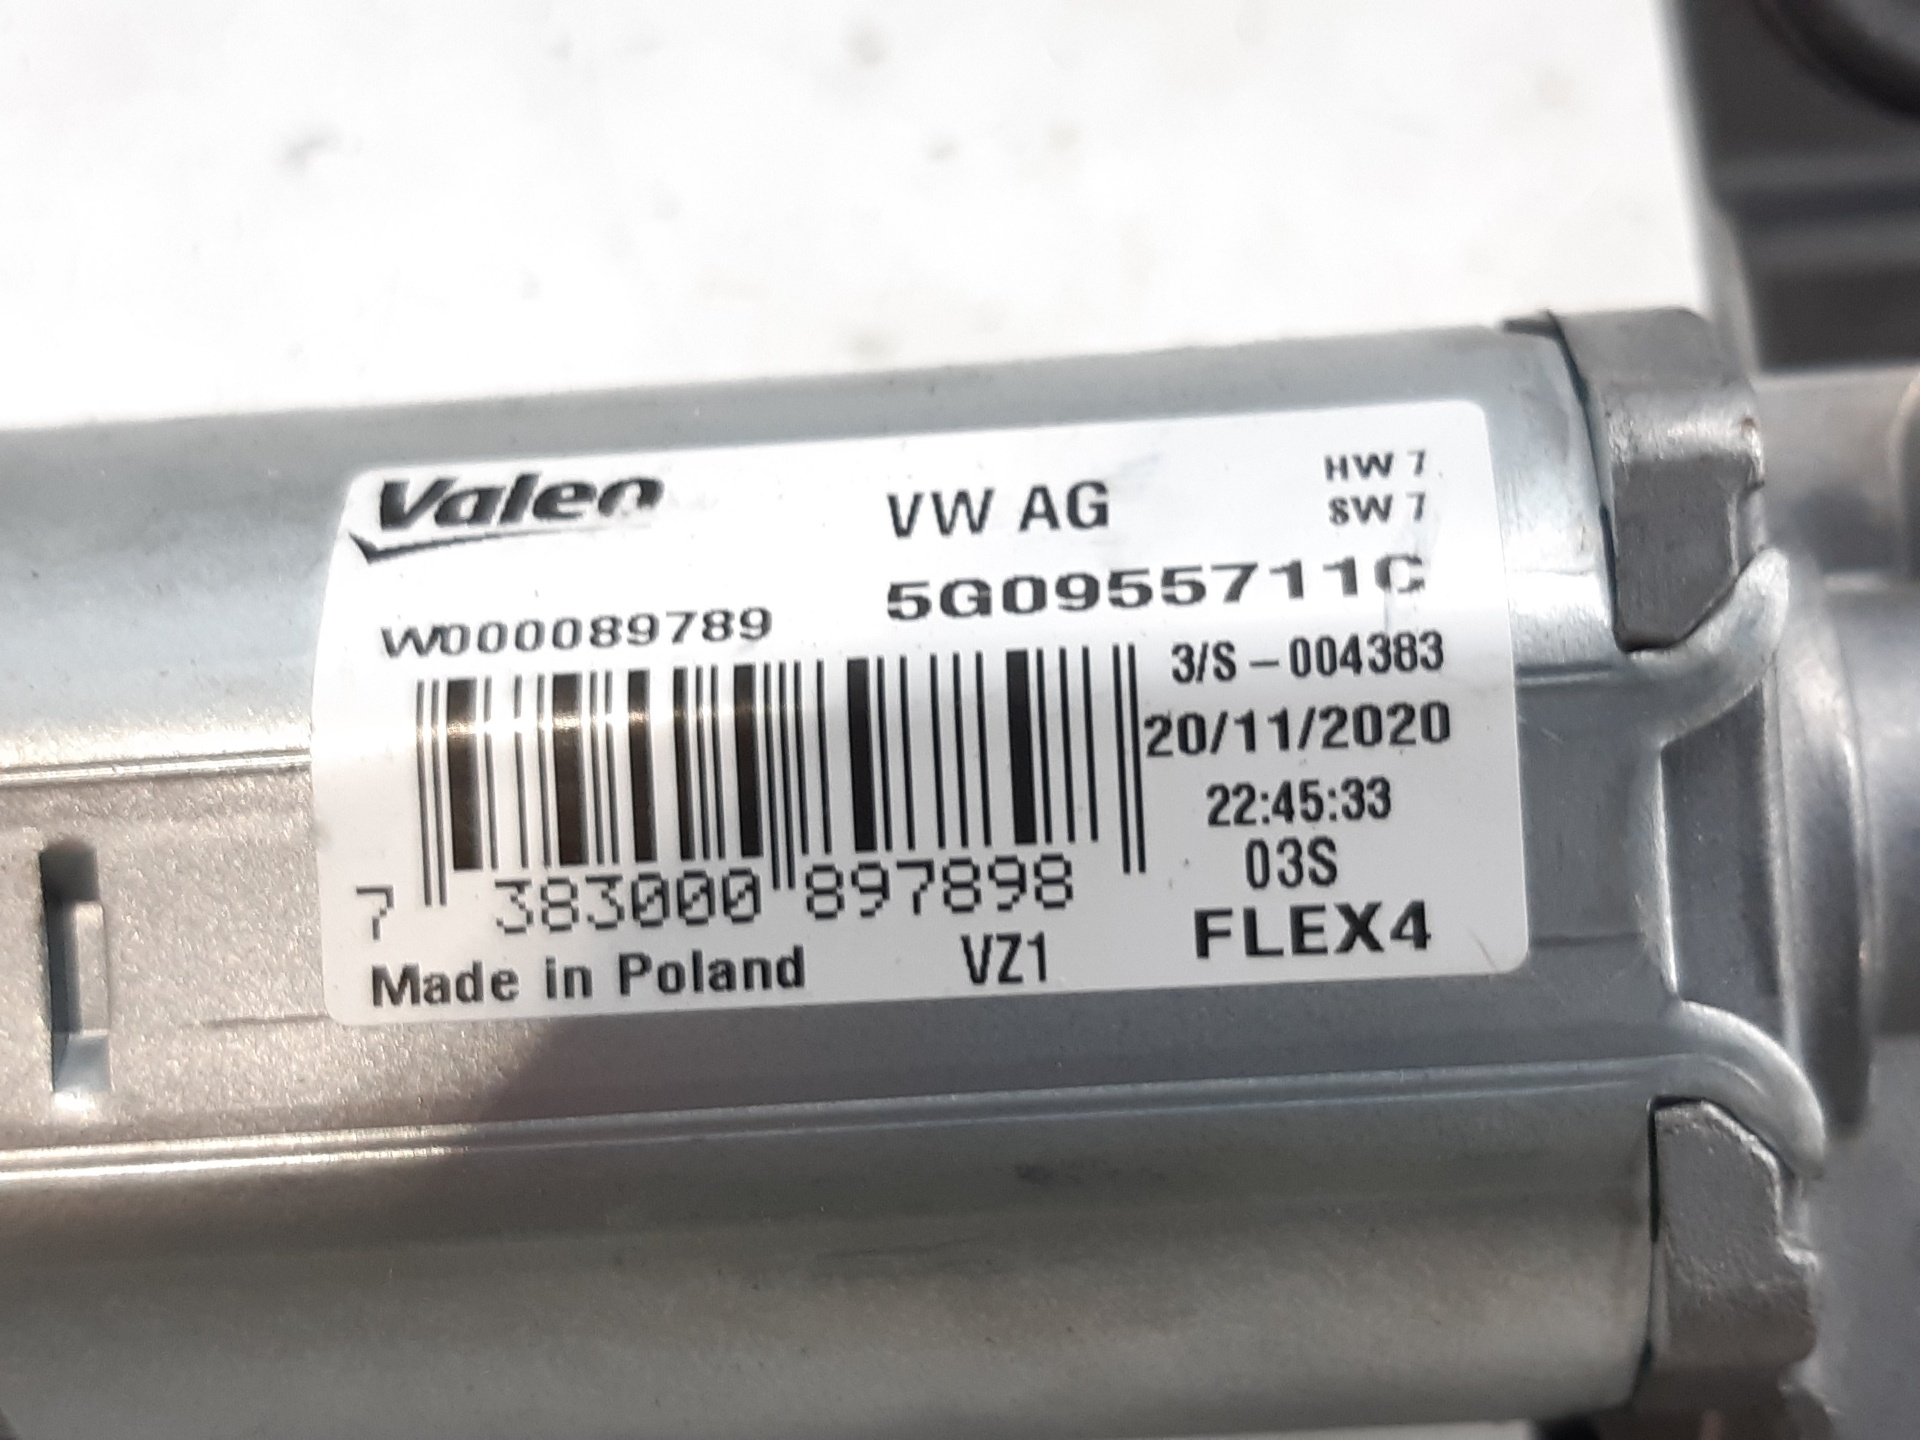 Valeo
VW AG
HW 7
SW 7
5G0955711C
W000089789
3/S-004383
20/11/2020
22:45:33
03S
7 383000 897898
FLEX4
Made in Poland
VZ1